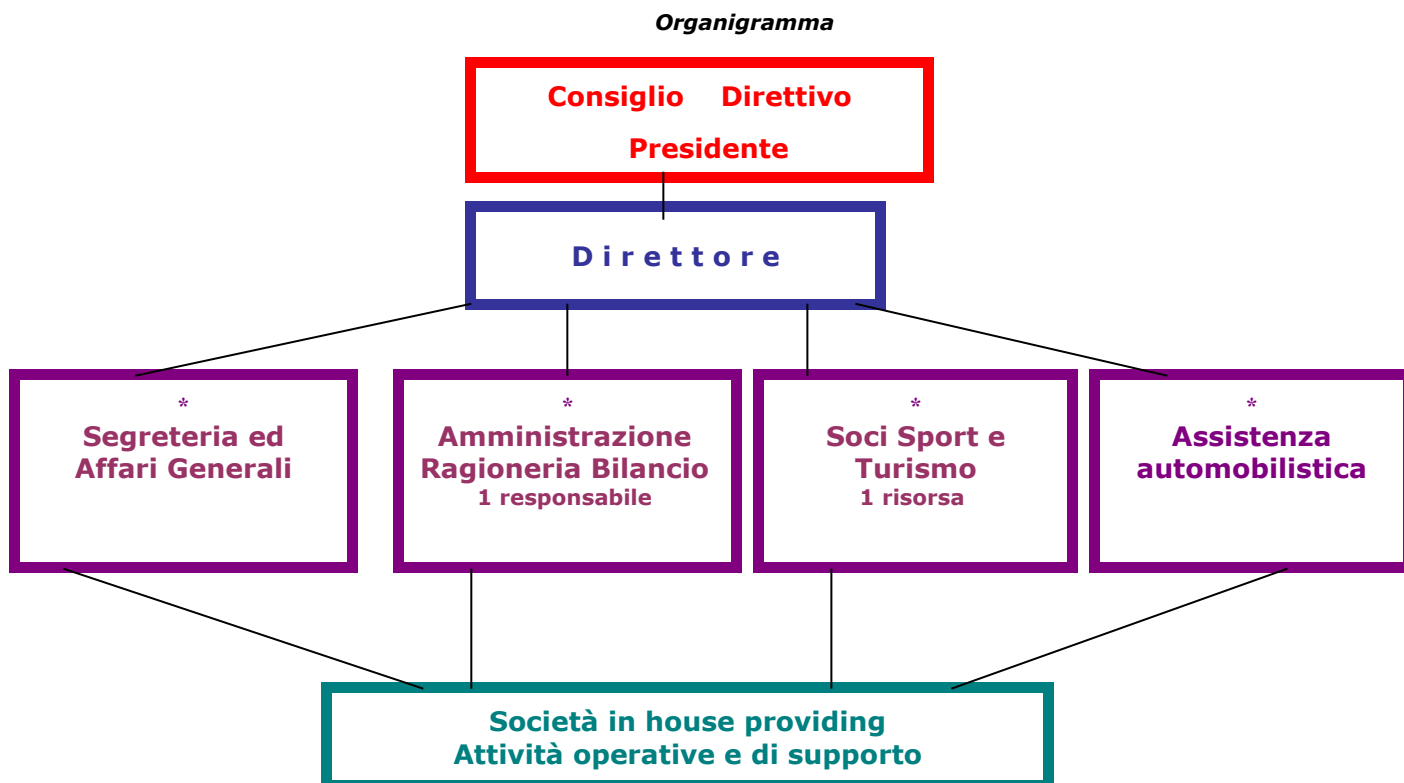 Organigramma
Consiglio Direttivo
Presidente
D i r e t t o r e
*
Segreteria ed
Affari Generali
*
Amministrazione
Ragioneria Bilancio
1 responsabile
*
Soci Sport e
Turismo
1 risorsa
*
Assistenza
automobilistica
Società in house providing
Attività operative e di supporto